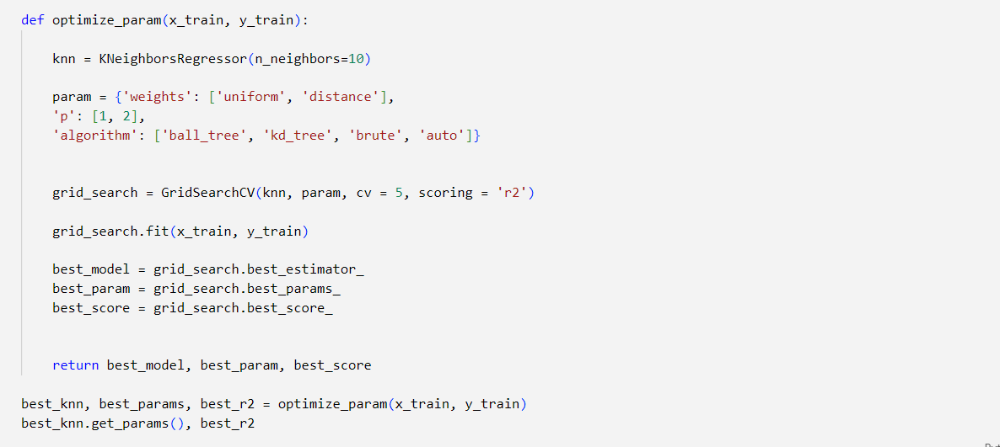 def optimize_param(x_train, y_train):
knn = KNeighborsRegressor(n_neighbors=10)
param = {'weights': ['uniform', 'distance'],
'p': [1, 2],
'algorithm': ['ball_tree', 'kd_tree', 'brute', 'auto']}
grid_search = GridSearchCV(knn, param, cv = 5, scoring = 'r2')
grid_search.fit(x_train, y_train)
best_model = grid_search.best_estimator_
best_param = grid_search.best_params_
best_score = grid_search.best_score_
return best_model, best_param, best_score
best_knn, best_params, best_r2 = optimize_param(x_train, y_train)
best_knn.get_params(), best_r2